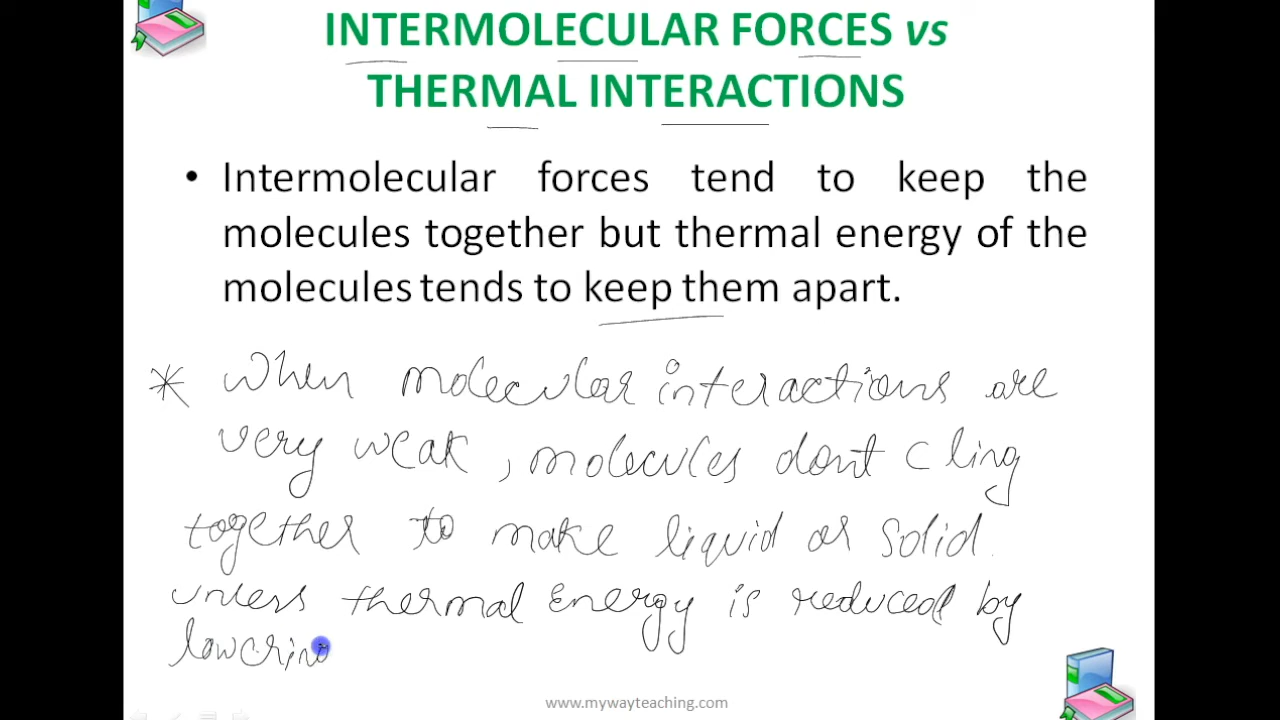 INTERMOLECULAR FORCES vs
THERMAL INTERACTIONS
• Intermolecular forces tend to keep the
molecules together but thermal energy of the
molecules tends to keep them apart.
* When molecular interactions are
very weak, molecules dont cling
together to make liquid or solid
unless thermal Energy is reduced by
lowerin
www.mywayteaching.com